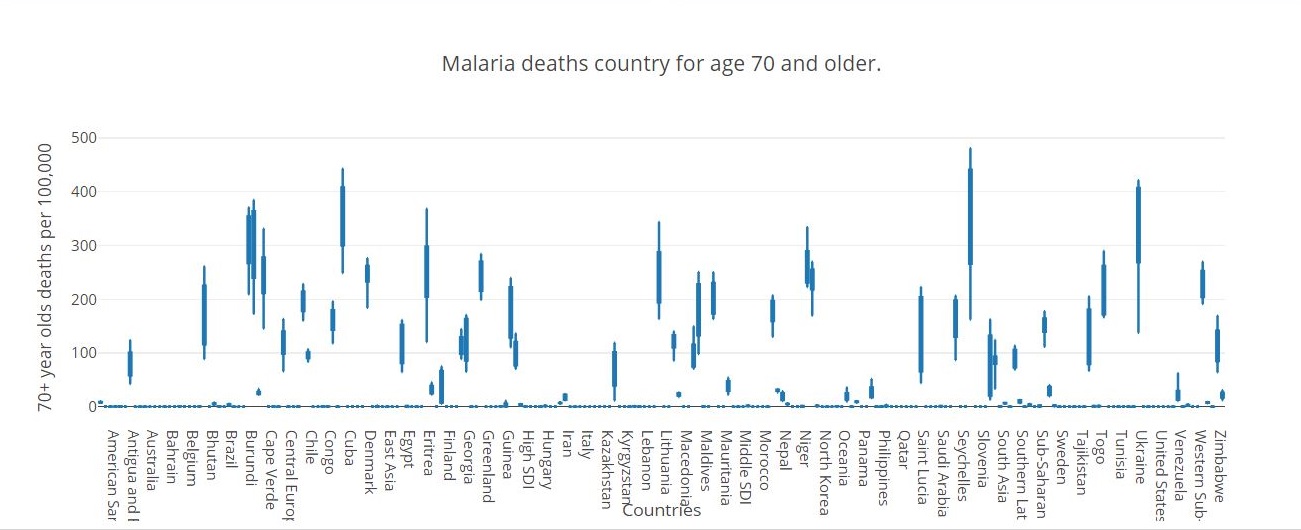 Malaria deaths country for age 70 and older.
70+ year olds deaths per 100,000
500
400
300
200
100
0
American Sar
Antigua and
Australia
Bahrain
Belgium
Bhutan
Brazil
Burundi
Cape Verde
Central Europ
Chile
Congo
Cuba
Denmark
East Asia
Egypt
Eritrea
Finland
Georgia
Greenland
Guinea
High SDI
Hungary
Iran
Italy
Kazakhstan
Kyrgyzstan
Lebanon
Lithuania
Macedonia
Maldives
Mauritania
Middle SDI
Morocco
Nepal
Niger
North Korea
Oceania
Panama
Philippines
Qatar
Saint Lucia
Saudi Arabia
Seychelles
Slovenia
South Asia
Southern Lat
Sub-Saharan
Sweden
Tajikistan
Togo
Tunisia
Ukraine
United States
Venezuela
Western Sub-
Zimbabwe
Countries